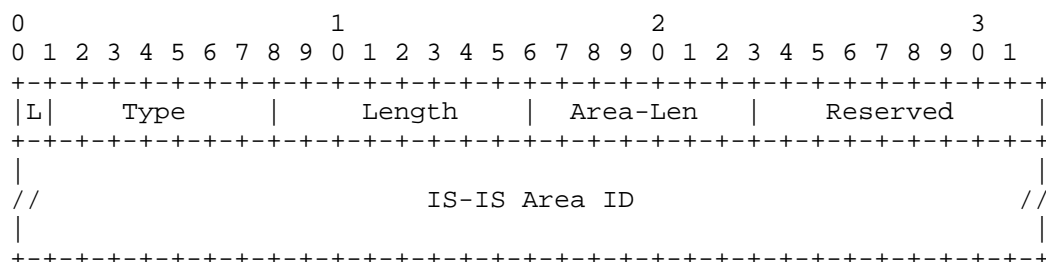 0                   1                   2                   3
0 1 2 3 4 5 6 7 8 9 0 1 2 3 4 5 6 7 8 9 0 1 2 3 4 5 6 7 8 9 0 1
+-+-+-+-+-+-+-+-+-+-+-+-+-+-+-+-+-+-+-+-+-+-+-+-+-+-+-+-+-+-+-+-+
|L|    Type     |     Length    |  Area-Len   |    Reserved     |
+-+-+-+-+-+-+-+-+-+-+-+-+-+-+-+-+-+-+-+-+-+-+-+-+-+-+-+-+-+-+-+-+
|                                                               |
//                        IS-IS Area ID                        //
|                                                               |
+-+-+-+-+-+-+-+-+-+-+-+-+-+-+-+-+-+-+-+-+-+-+-+-+-+-+-+-+-+-+-+-+